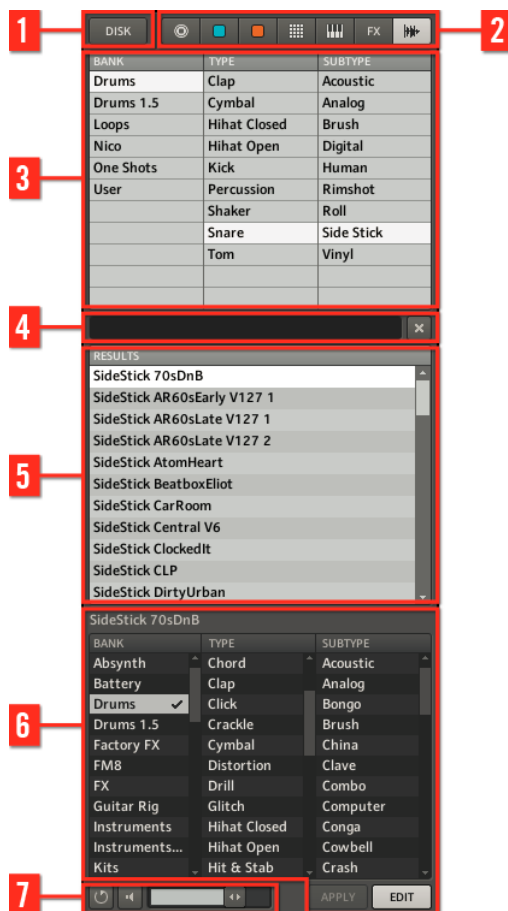 1
DISK
FX
2
BANK TYPE SUBTYPE
Drums Clap Acoustic
Drums 1.5 Cymbal Analog
Loops Hihat Closed Brush
Nico Hihat Open Digital
One Shots Kick Human
User Percussion Rimshot
Shaker Roll
Snare Side Stick
Tom Vinyl
3
4
RESULTS
SideStick 70sDnB
SideStick AR60sEarly V127 1
SideStick AR60sLate V127 1
SideStick AR60sLate V127 2
SideStick AtomHeart
SideStick BeatboxEliot
SideStick CarRoom
SideStick Central V6
SideStick ClockedIt
SideStick CLP
SideStick DirtyUrban
5
SideStick 70sDnB
BANK TYPE SUBTYPE
Absynth Chord Acoustic
Battery Clap Analog
Drums Click Bongo
Drums 1.5 Crackle Brush
Factory FX Cymbal China
FM8 Distortion Clave
FX Drill Combo
Guitar Rig Glitch Computer
Instruments Hihat Closed Conga
Instruments... Hihat Open Cowbell
Kits Hit & Stab Crash
6
7
APPLY EDIT